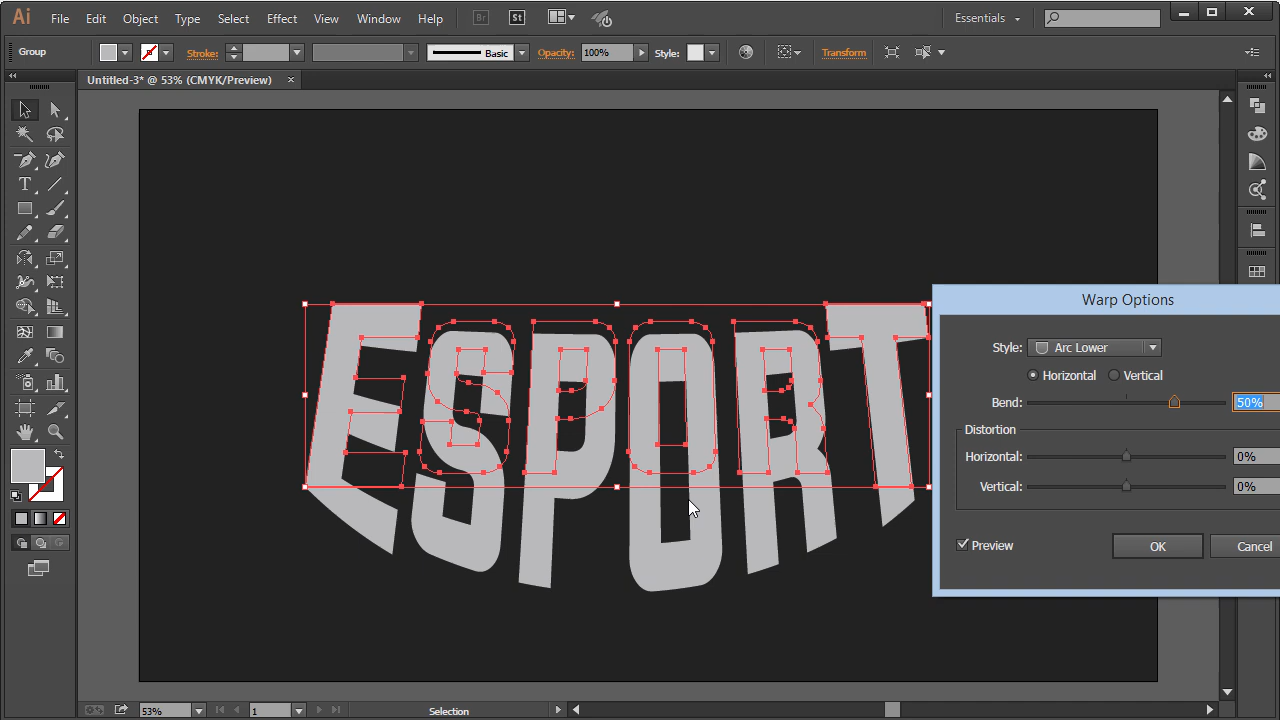 Ai File Edit Object Type Select Effect View Window Help Br St Essentials
Group Stroke: Basic Opacity: 100% Style: Transform
Untitled-3* @ 53% (CMYK/Preview)
ESPORT
Warp Options
Style: Arc Lower
Horizontal Vertical
Bend: 50%
Distortion
Horizontal: 0%
Vertical: 0%
Preview OK Cancel
53% 1 Selection